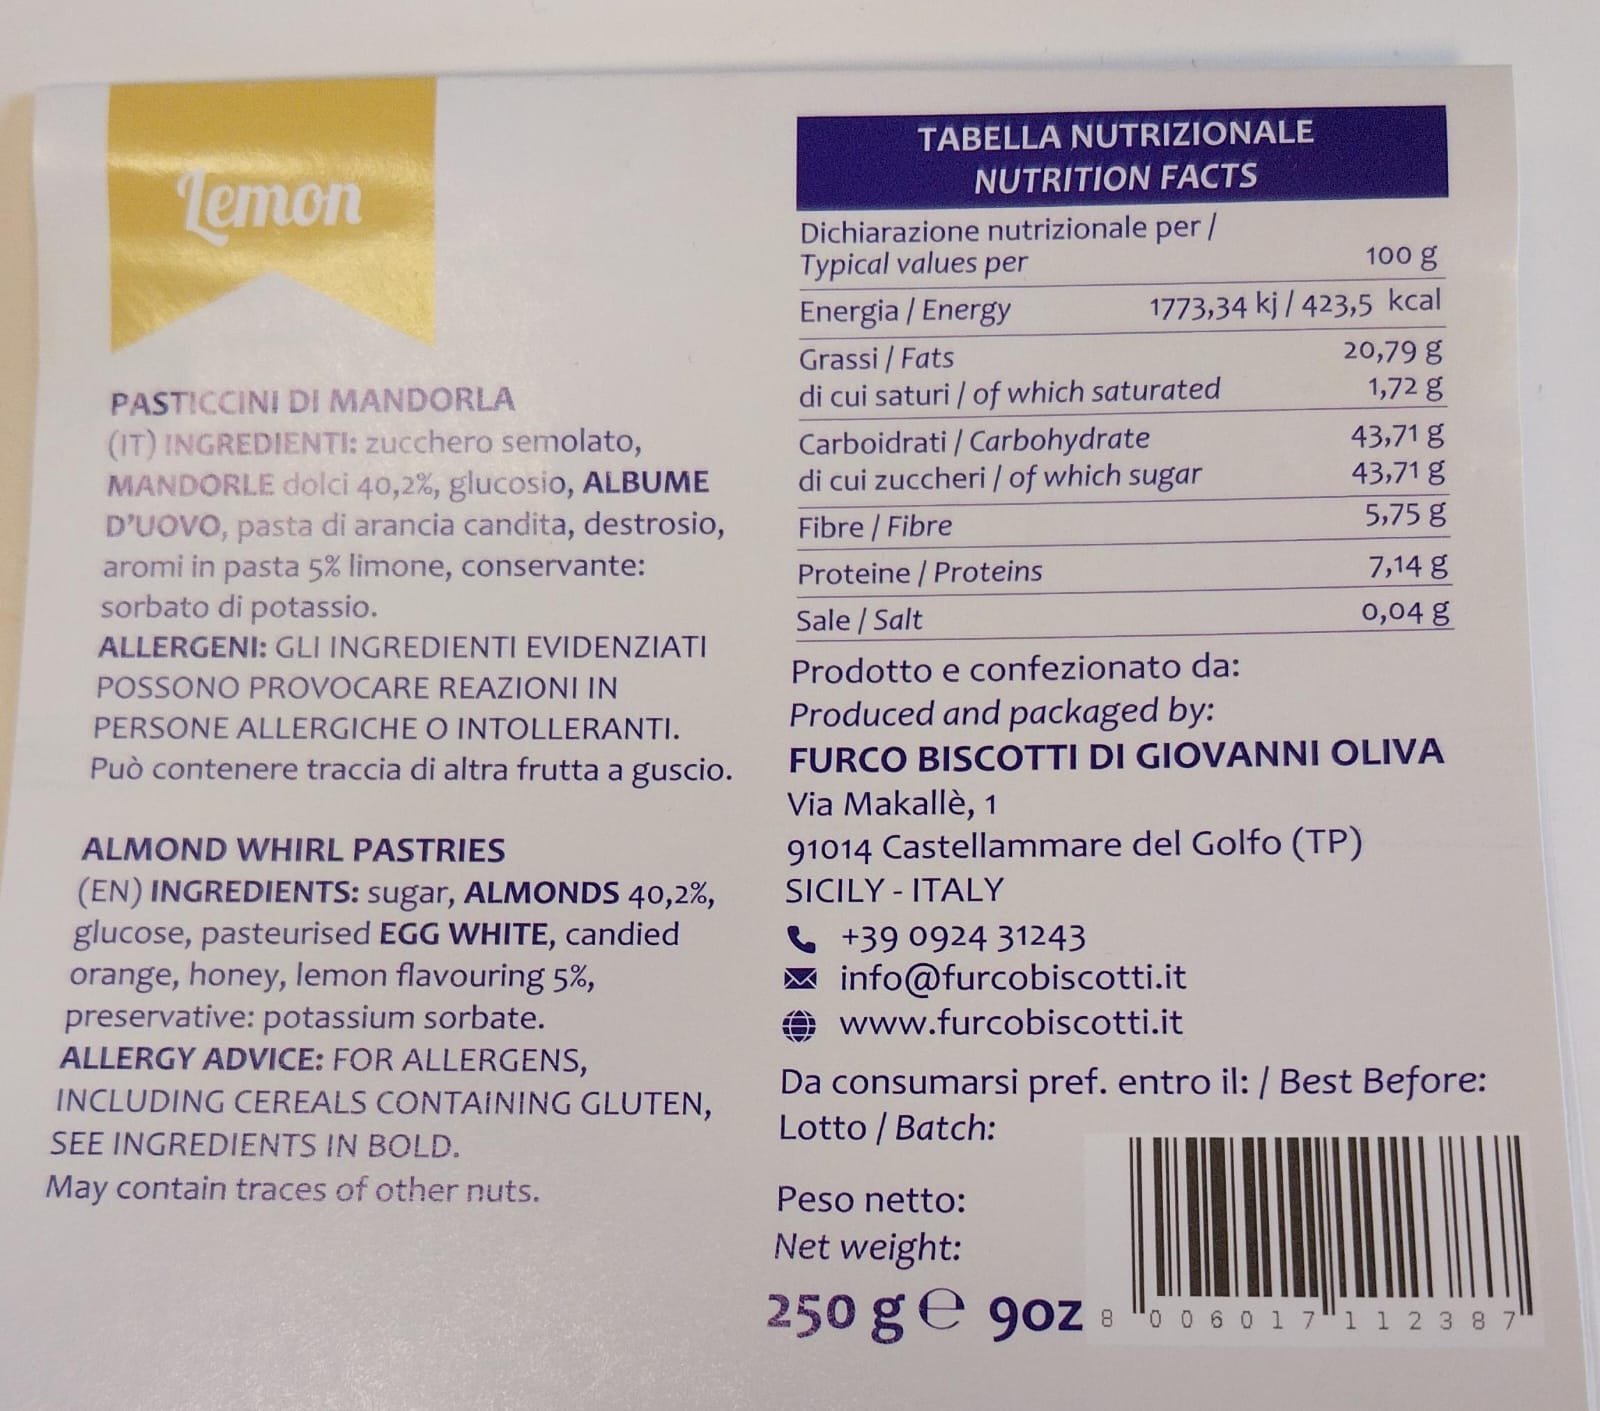 Lemon
PASTICCINI DI MANDORLA
(IT) INGREDIENTI: zucchero semolato,
MANDORLE dolci 40,2%, glucosio, ALBUME
D'UOVO, pasta di arancia candita, destrosio,
aromi in pasta 5% limone, conservante:
sorbato di potassio.
ALLERGENI: GLI INGREDIENTI EVIDENZIATI
POSSONO PROVOCARE REAZIONI IN
PERSONE ALLERGICHE O INTOLLERANTI.
Può contenere traccia di altra frutta a guscio.
ALMOND WHIRL PASTRIES
(EN) INGREDIENTS: sugar, ALMONDS 40,2%,
glucose, pasteurised EGG WHITE, candied
orange, honey, lemon flavouring 5%,
preservative: potassium sorbate.
ALLERGY ADVICE: FOR ALLERGENS,
INCLUDING CEREALS CONTAINING GLUTEN,
SEE INGREDIENTS IN BOLD.
May contain traces of other nuts.
TABELLA NUTRIZIONALE
NUTRITION FACTS
Dichiarazione nutrizionale per /
Typical values per 100 g
Energia / Energy 1773,34 kj / 423,5 kcal
Grassi / Fats 20,79 g
di cui saturi / of which saturated 1,72 g
Carboidrati / Carbohydrate 43,71 g
di cui zuccheri / of which sugar 43,71 g
Fibre / Fibre 5,75 g
Proteine / Proteins 7,14 g
Sale / Salt 0,04 g
Prodotto e confezionato da:
Produced and packaged by:
FURCO BISCOTTI DI GIOVANNI OLIVA
Via Makallè, 1
91014 Castellammare del Golfo (TP)
SICILY - ITALY
+39 0924 31243
info@furcobiscotti.it
www.furcobiscotti.it
Da consumarsi pref. entro il: / Best Before:
Lotto / Batch:
Peso netto:
Net weight:
250 g e 9oz
8 006017 112387